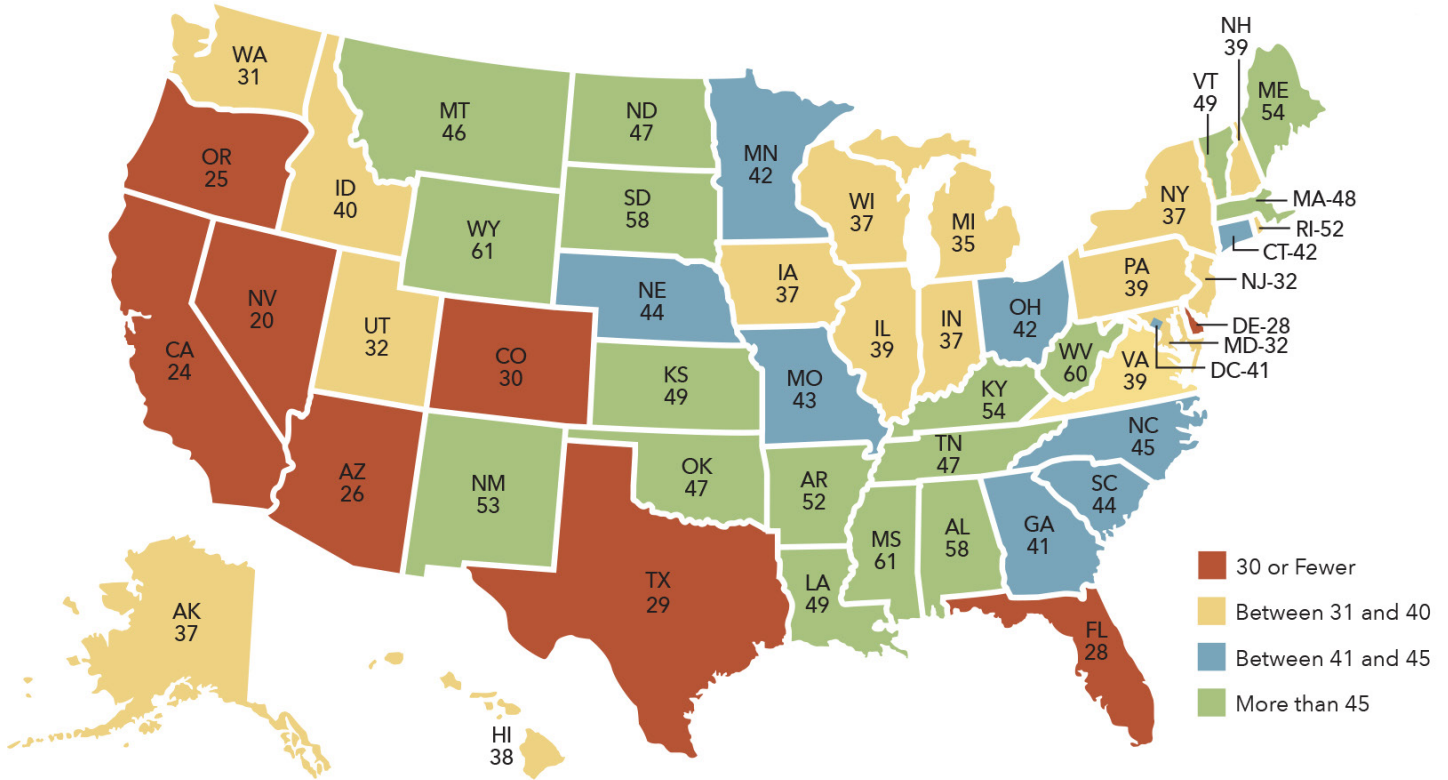 WA
31
OR
25
CA
24
NV
20
ID
40
MT
46
WY
61
UT
32
CO
30
AZ
26
NM
53
ND
47
SD
58
NE
44
KS
49
OK
47
TX
29
MN
42
IA
37
MO
43
AR
52
LA
49
WI
37
IL
39
MI
35
IN
37
OH
42
KY
54
TN
47
MS
61
AL
58
GA
41
FL
28
SC
44
NC
45
VA
39
WV
60
PA
39
NY
37
VT
49
NH
39
ME
54
MA-48
RI-52
CT-42
NJ-32
DE-28
MD-32
DC-41
AK
37
HI
38
30 or Fewer
Between 31 and 40
Between 41 and 45
More than 45